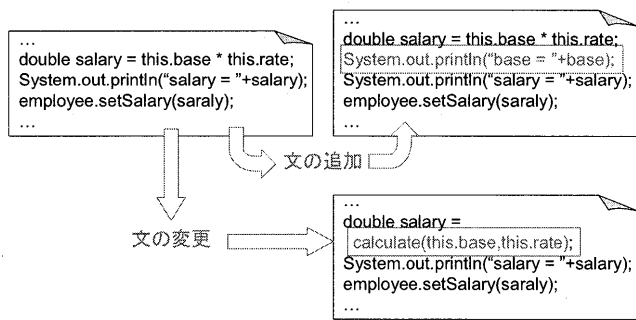 ...
double salary = this.base * this.rate;
System.out.println(“salary = ”+salary);
employee.setSalary(saraly);
...
...
double salary = this.base * this.rate;
System.out.println(“base = ”+base);
System.out.println(“salary = ”+salary);
employee.setSalary(saraly);
...
文の追加
文の変更
...
double salary =
calculate(this.base,this.rate);
System.out.println(“salary = ”+salary);
employee.setSalary(saraly);
...